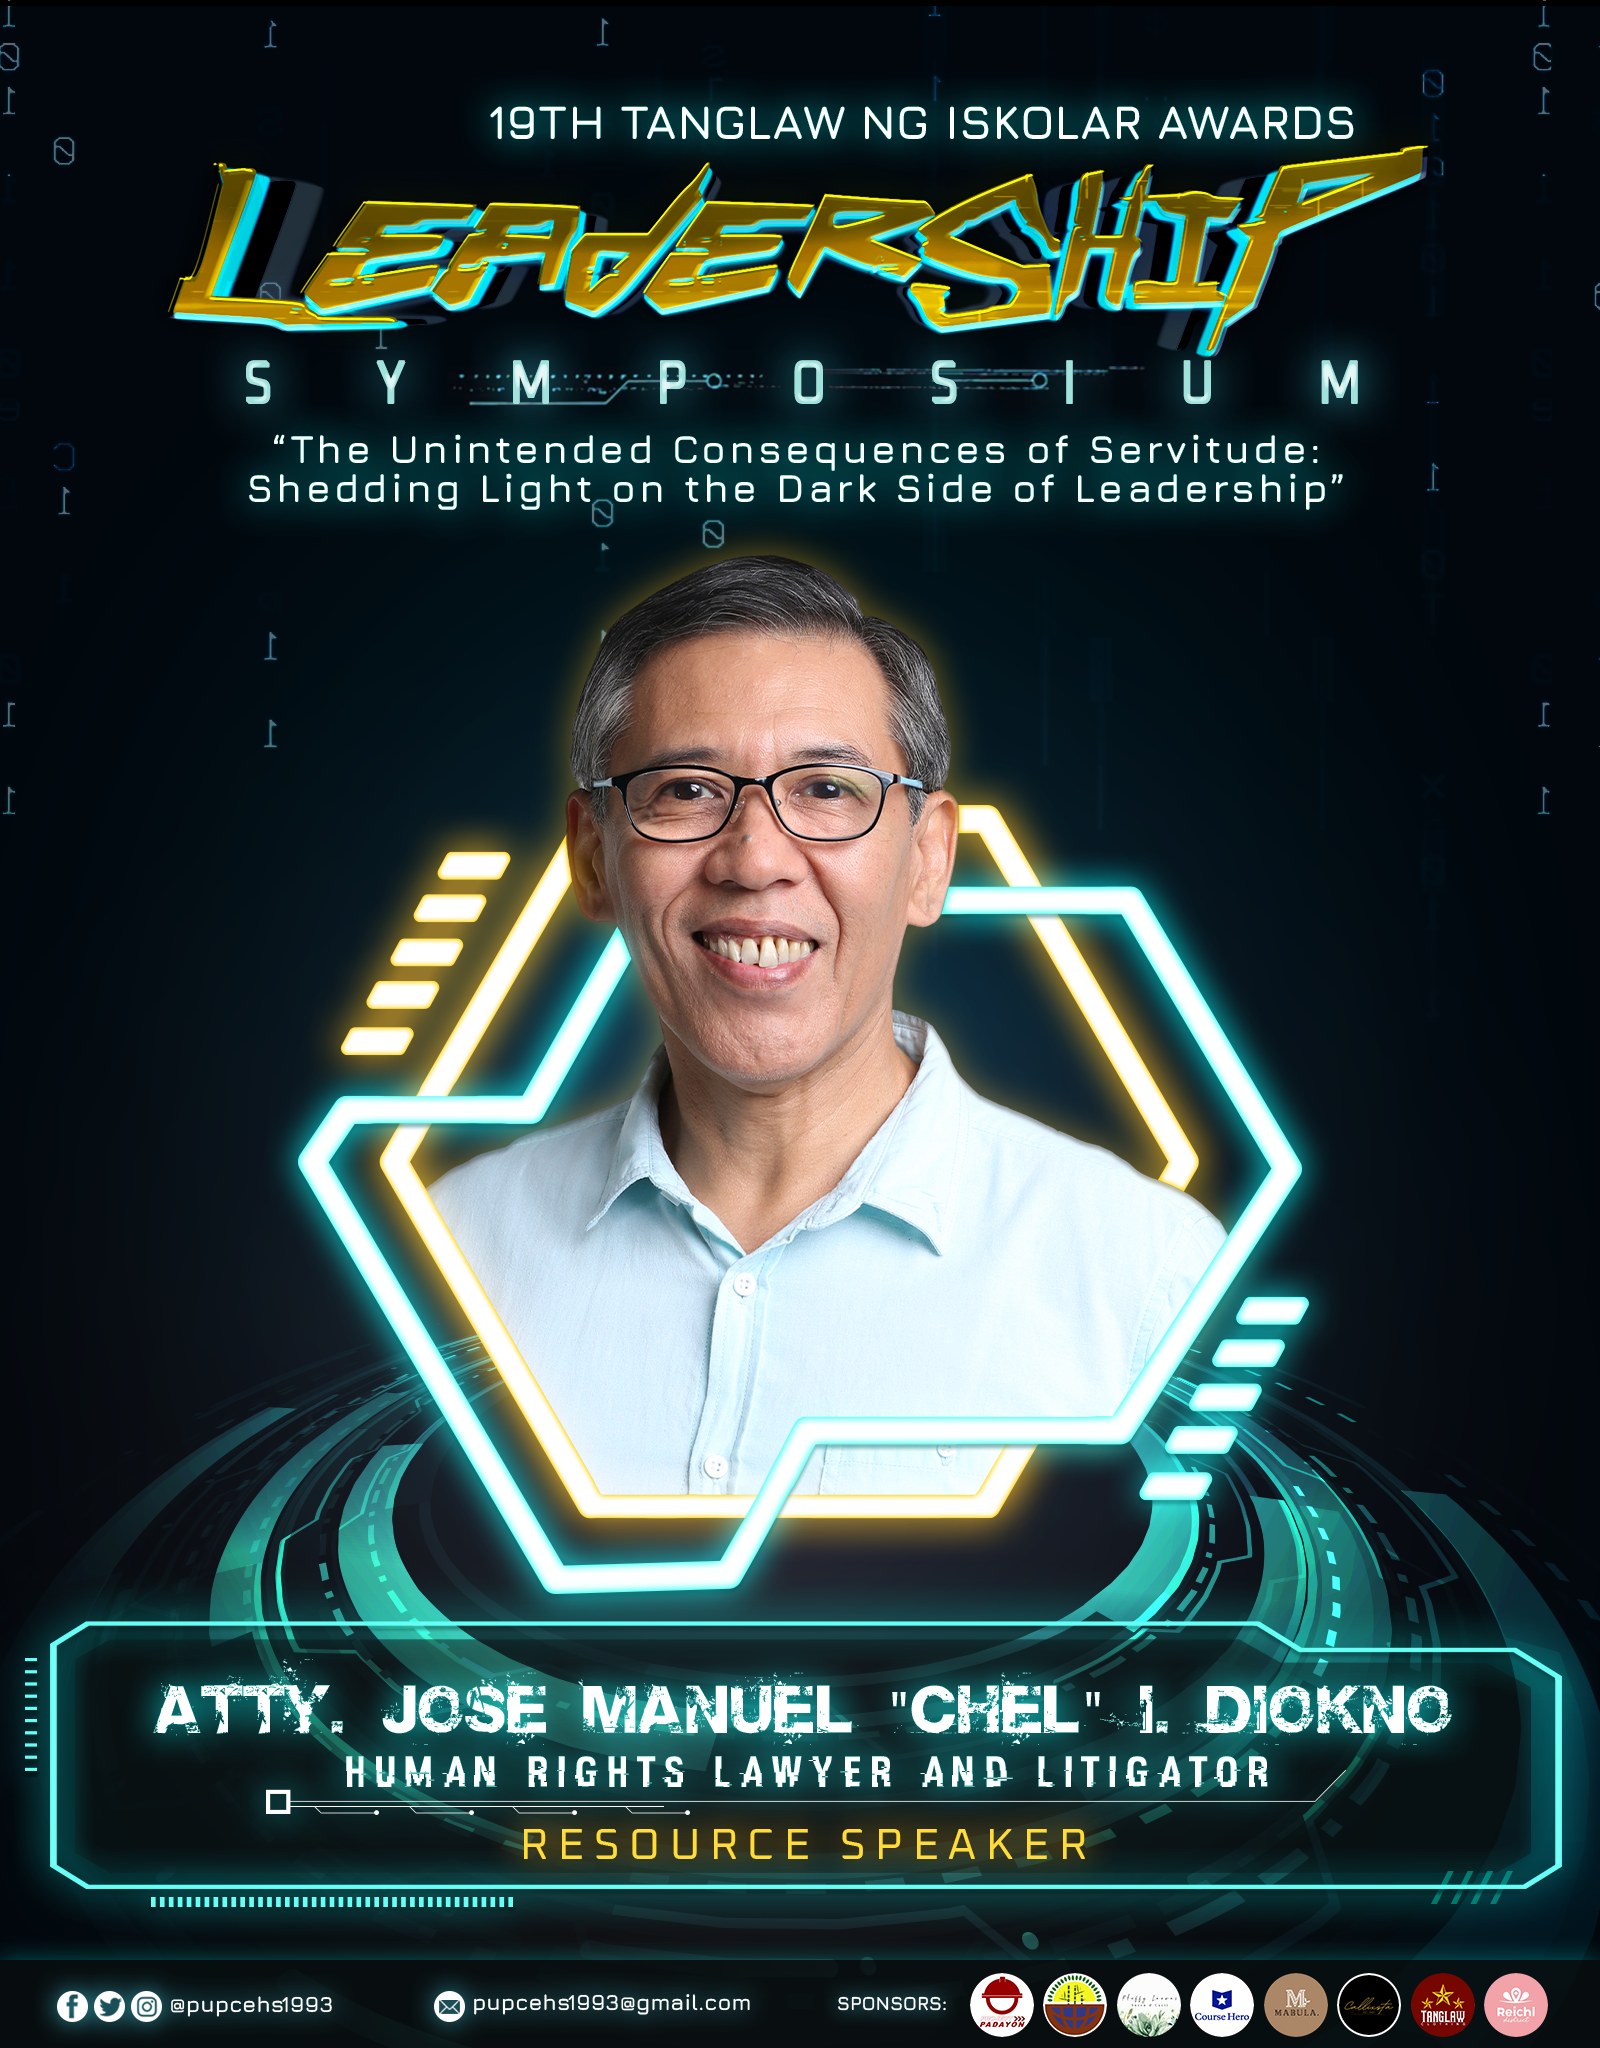 19TH TANGLAW NG ISKOLAR AWARDS
LEADERSHIP
SYMPOSIUM
“The Unintended Consequences of Servitude:
Shedding Light on the Dark Side of Leadership”
ATTY. JOSE MANUEL "CHEL" I. DIOKNO
HUMAN RIGHTS LAWYER AND LITIGATOR
RESOURCE SPEAKER
@pupcehs1993
pupcehs1993@gmail.com
SPONSORS:
PADAYON
Course Hero
M
MABULA.
TANGLAW
CLOTHING
Reichl
district